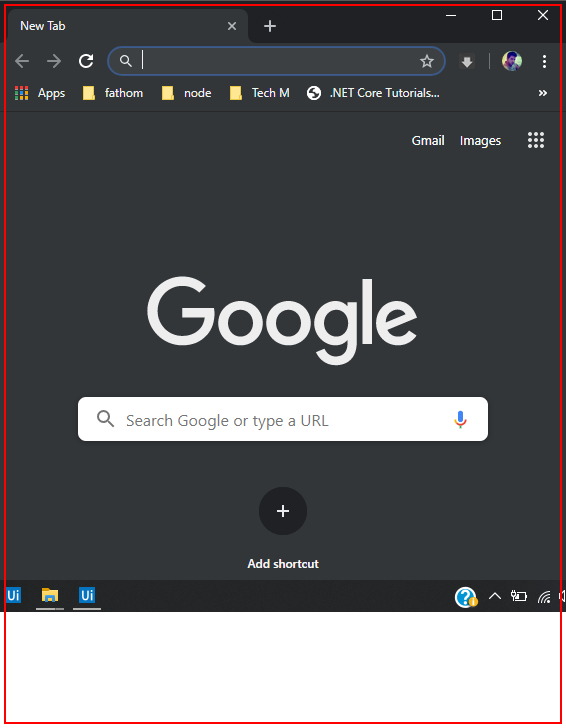 New Tab
Apps fathom node Tech M .NET Core Tutorials...
Gmail Images
Google
Search Google or type a URL
Add shortcut
Ui Ui